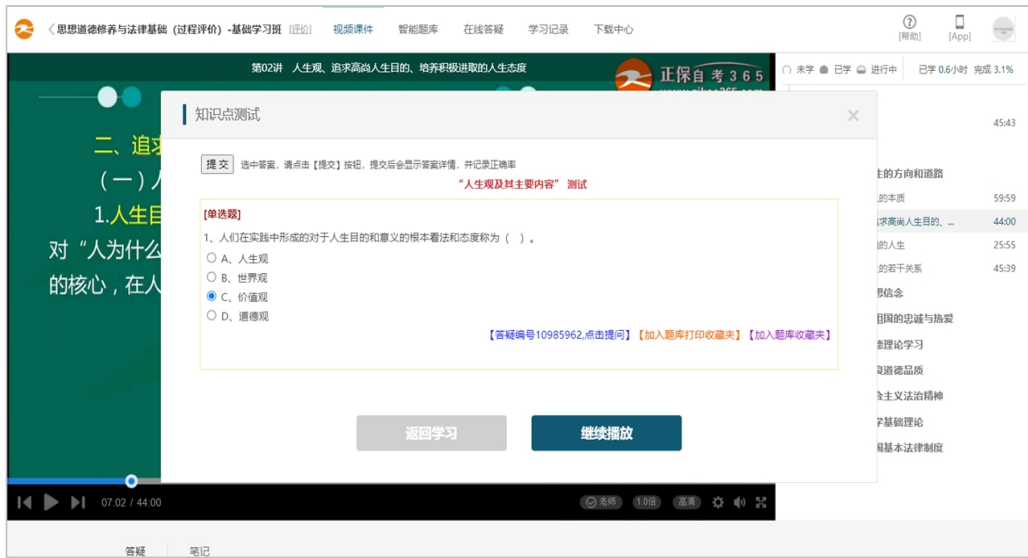 〈 思想道德修养与法律基础（过程评价）-基础学习班 [评价] 视频课件 智能题库 在线答疑 学习记录 下载中心 [帮助] [App]
第02讲 人生观、追求高尚人生目的、培养积极进取的人生态度
正保自考365
未学 已学 进行中 已学 0.6小时 完成 3.1%
知识点测试 ×
45:43
提交 选中答案，请点击【提交】按钮，提交后会显示答案详情，并记录正确率
“人生观及其主要内容” 测试
[单选题]
1、人们在实践中形成的对于人生目的和意义的根本看法和态度称为（ ）。
A、人生观
B、世界观
C、价值观
D、道德观
【答疑编号10985962,点击提问】【加入题库打印收藏夹】【加入题库收藏夹】
返回学习 继续播放
二、追求
（一）人
1.人生目
对“人为什么
的核心，在人
生的方向和道路
的本质 59:59
求高尚人生目的、... 44:00
的人生 25:55
的若干关系 45:39
思信念
祖国的忠诚与热爱
德理论学习
良道德品质
会主义法治精神
学基础理论
国基本法律制度
07:02 / 44:00 老师 1.0倍 高清
答疑 笔记